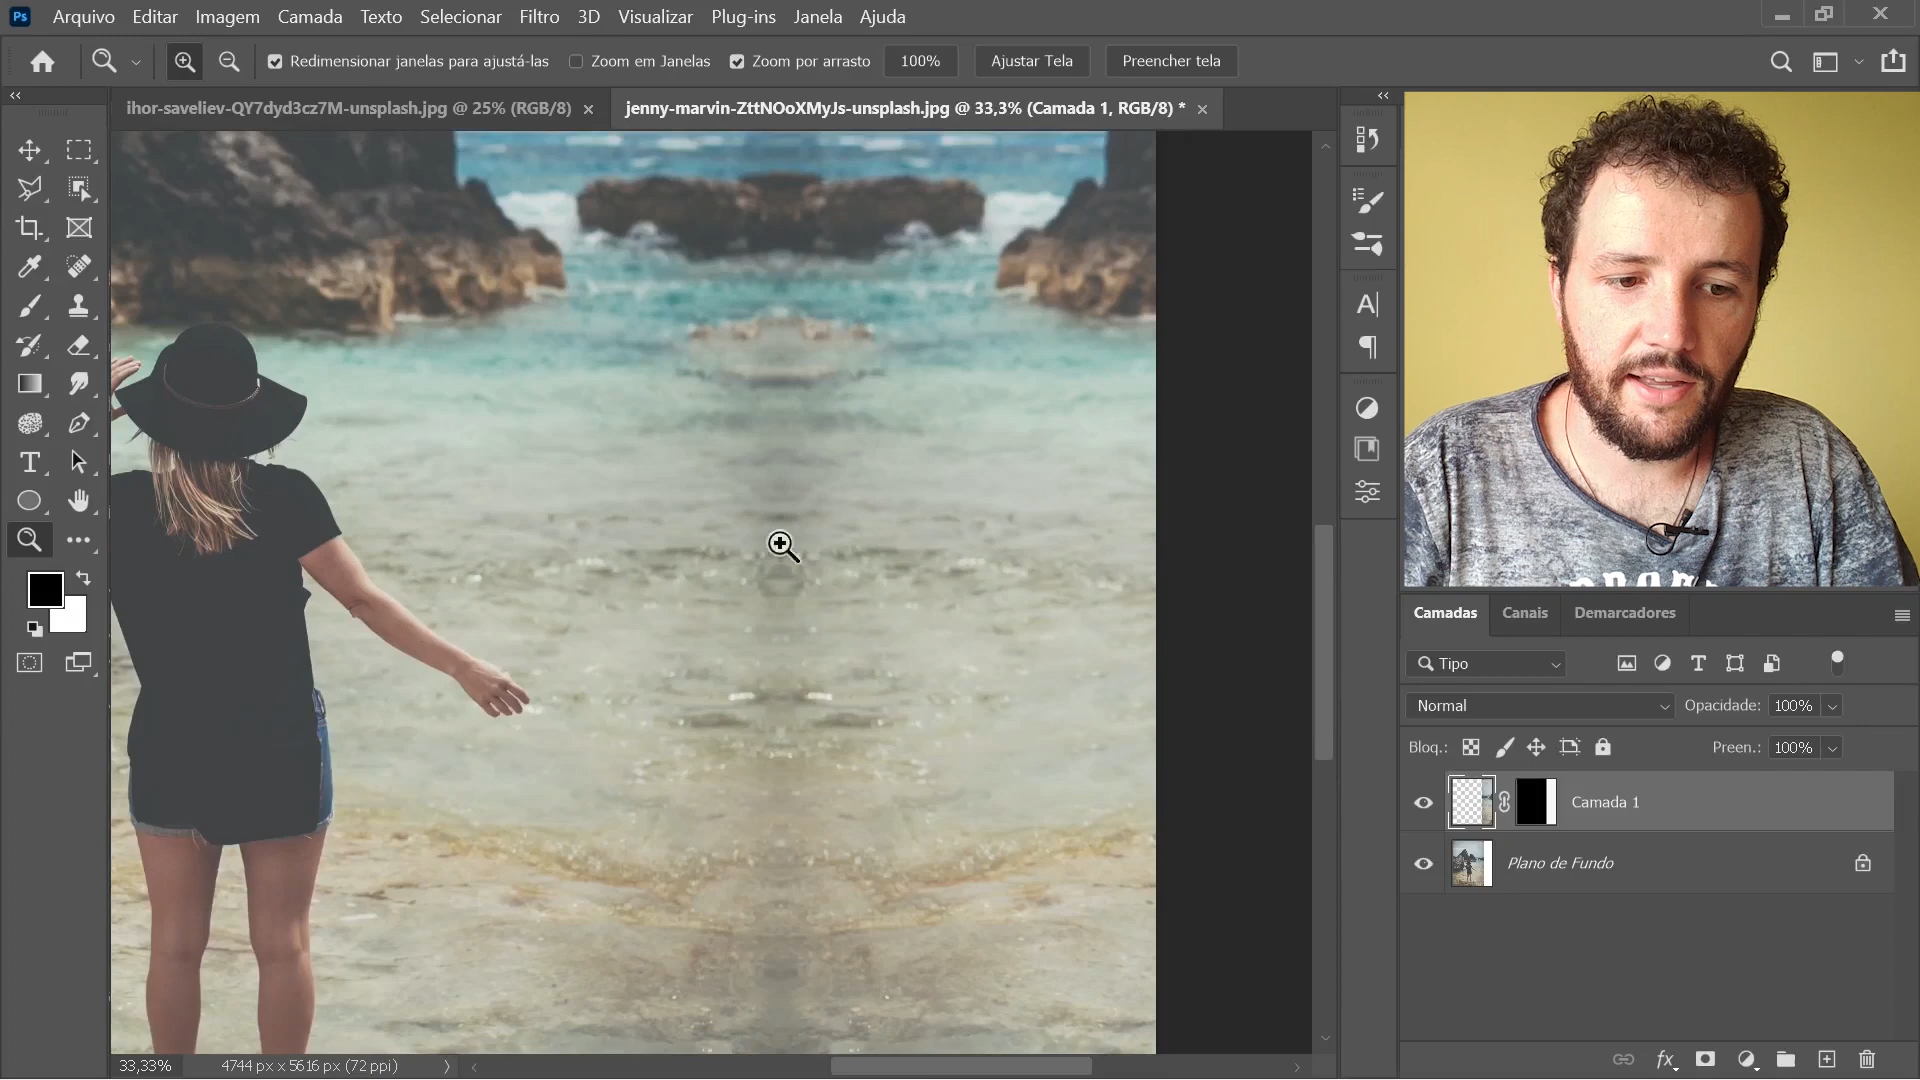 Ps Arquivo Editar Imagem Camada Texto Selecionar Filtro 3D Visualizar Plug-ins Janela Ajuda
Redimensionar janelas para ajustá-las Zoom em Janelas Zoom por arrasto 100% Ajustar Tela Preencher tela
ihor-saveliev-QY7dyd3cz7M-unsplash.jpg @ 25% (RGB/8) jenny-marvin-ZttNOoXMyJs-unsplash.jpg @ 33,3% (Camada 1, RGB/8) *
Camadas Canais Demarcadores
Tipo
Normal Opacidade: 100%
Bloq.: Preen.: 100%
Camada 1
Plano de Fundo
fx
33,33% 4744 px x 5616 px (72 ppi)